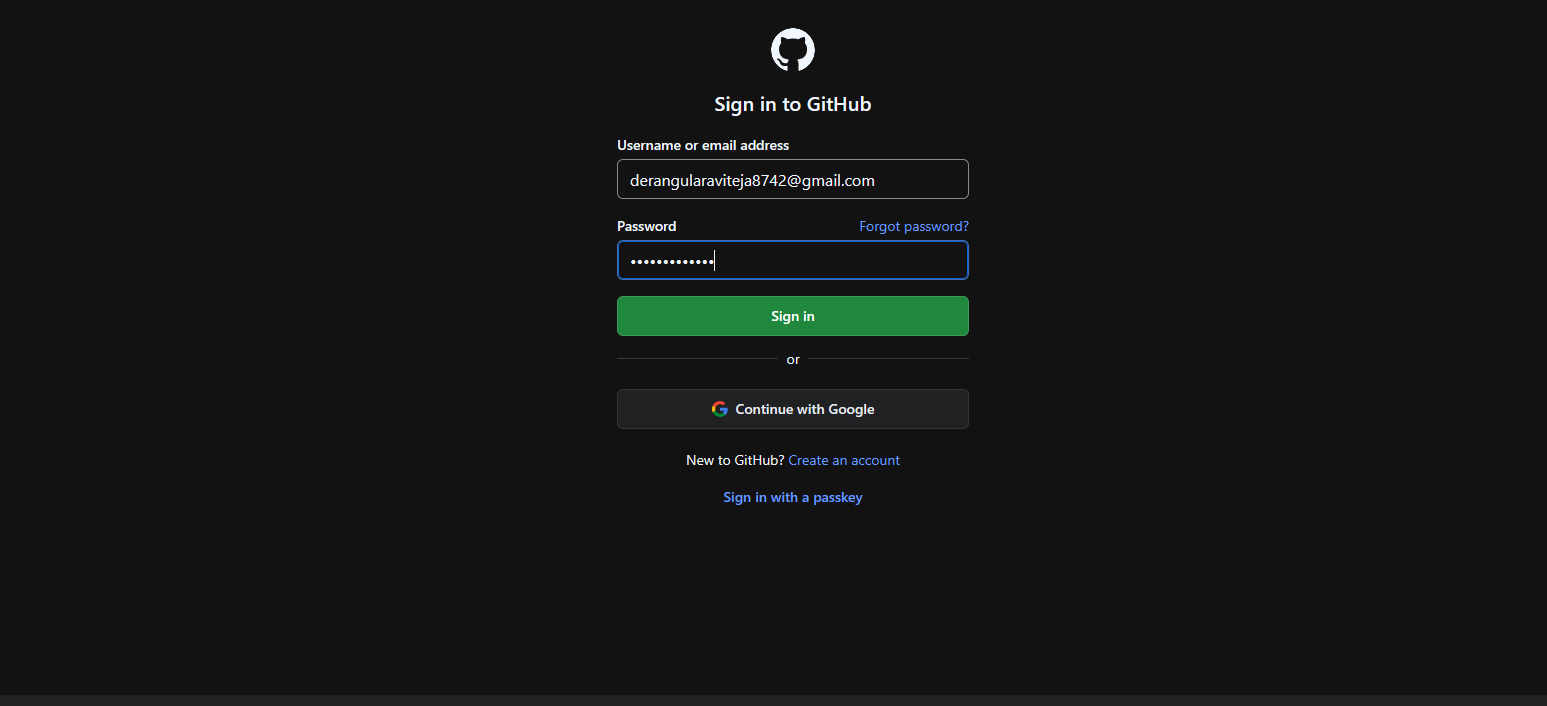 Sign in to GitHub
Username or email address
derangularaviteja8742@gmail.com
Password Forgot password?
•••••••••••••
Sign in
or
Continue with Google
New to GitHub? Create an account
Sign in with a passkey